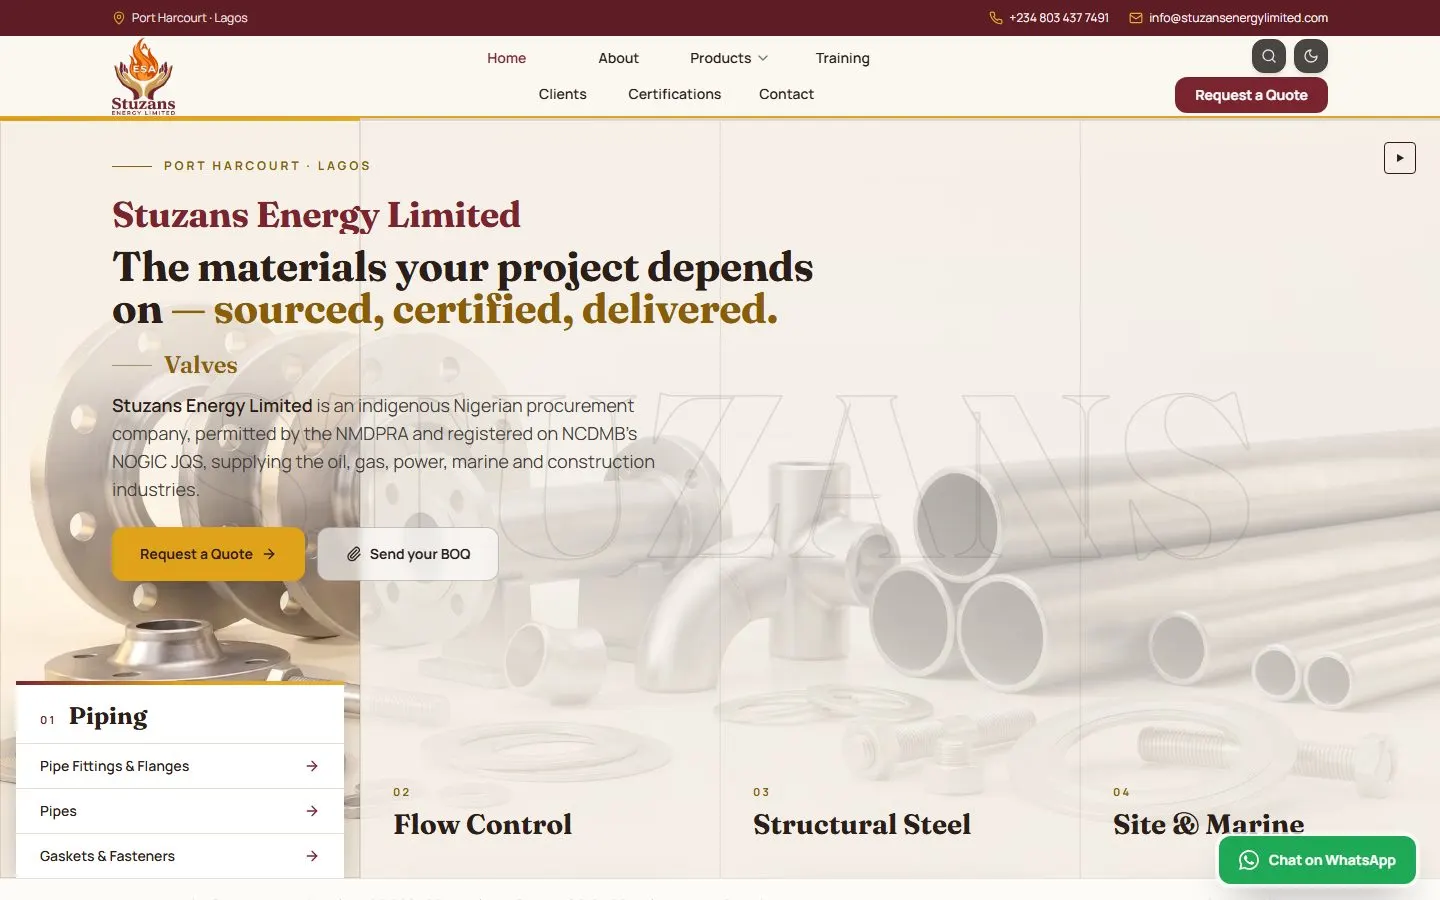 Port Harcourt · Lagos
+234 803 437 7491
info@stuzansenergylimited.com
ESA
Stuzans
ENERGY LIMITED
Home
About
Products
Training
Clients
Certifications
Contact
Request a Quote
PORT HARCOURT · LAGOS
Stuzans Energy Limited
The materials your project depends
on — sourced, certified, delivered.
Valves
Stuzans Energy Limited is an indigenous Nigerian procurement
company, permitted by the NMDPRA and registered on NCDMB's
NOGIC JQS, supplying the oil, gas, power, marine and construction
industries.
STUZANS
Request a Quote
Send your BOQ
01 Piping
Pipe Fittings & Flanges
Pipes
Gaskets & Fasteners
02
Flow Control
03
Structural Steel
04
Site & Marine
Chat on WhatsApp